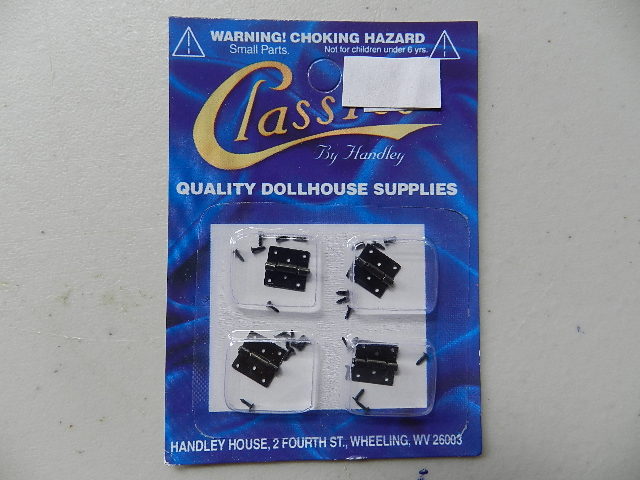 WARNING! CHOKING HAZARD
Small Parts. Not for children under 6 yrs.
By Handley
QUALITY DOLLHOUSE SUPPLIES
HANDLEY HOUSE, 2 FOURTH ST., WHEELING, WV 26003